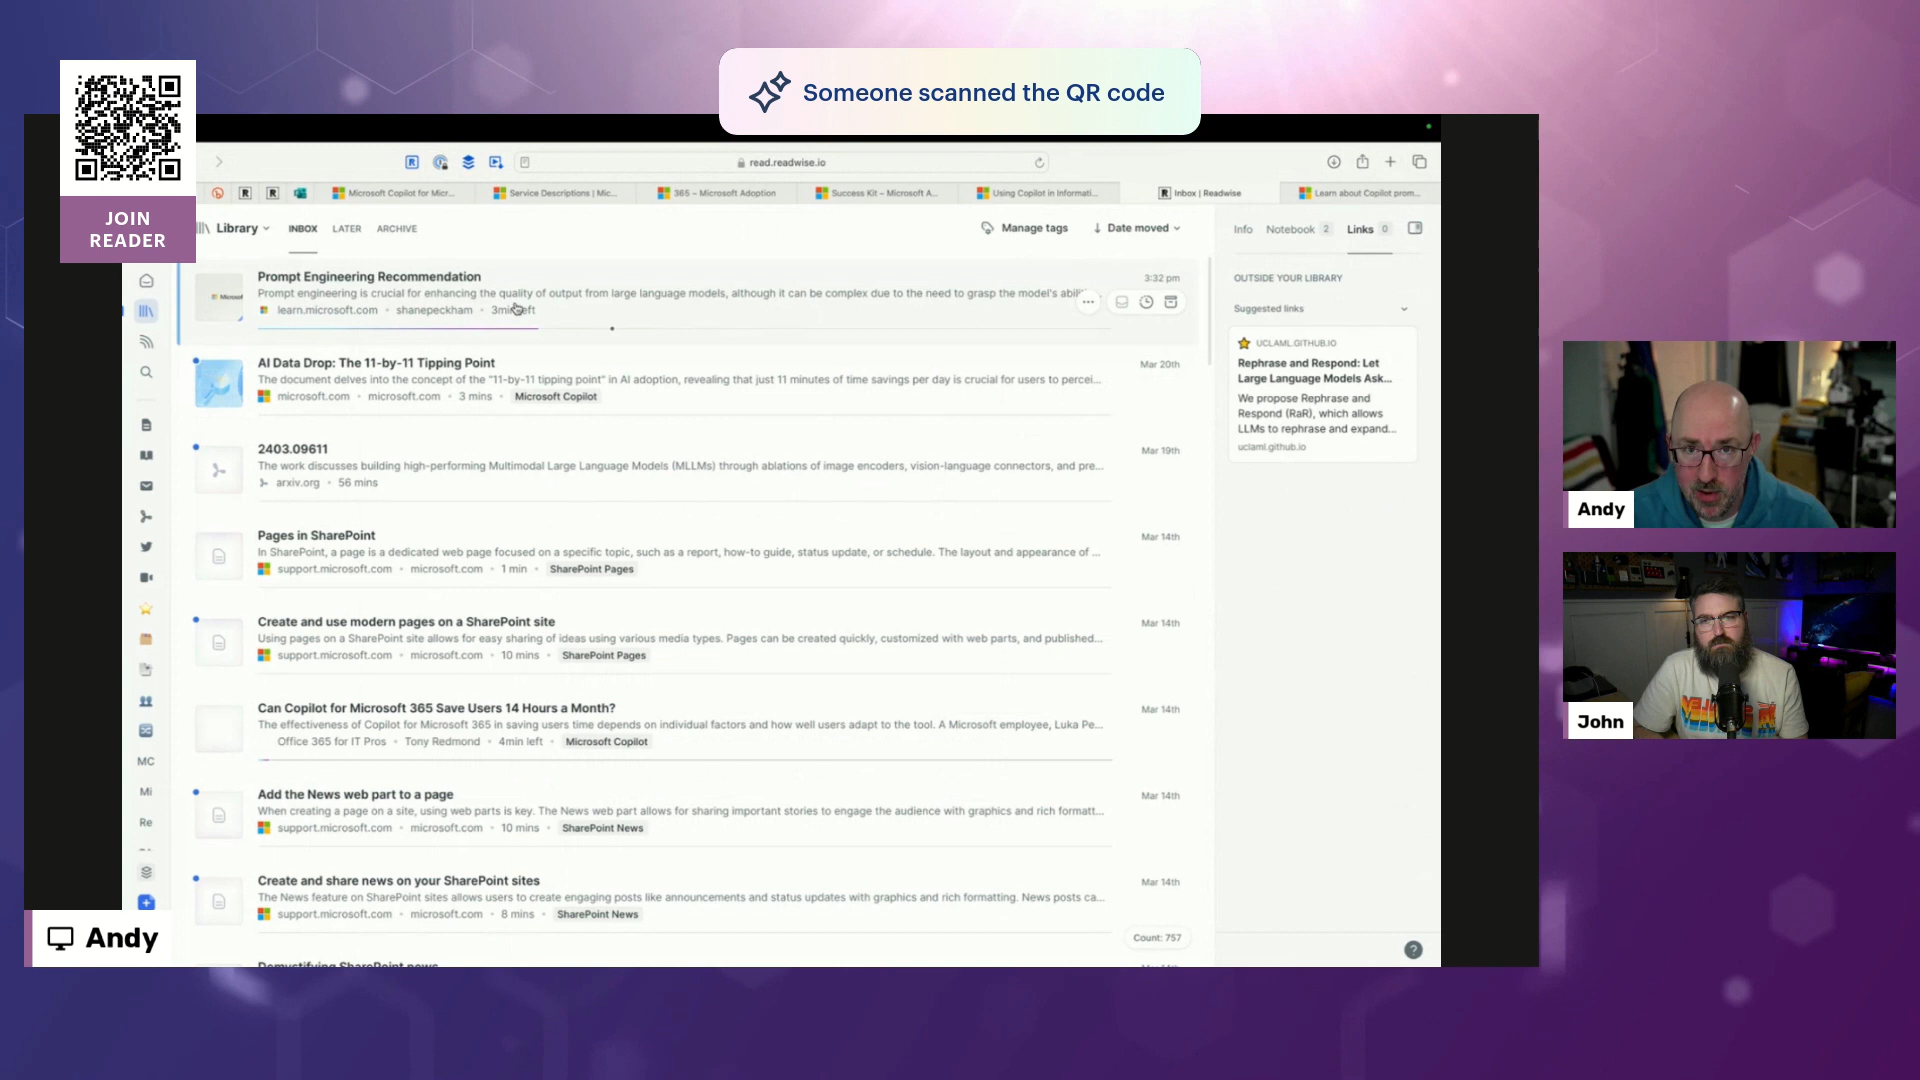 Someone scanned the QR code
JOIN
READER
read.readwise.io
Microsoft Copilot for Micr...
Service Descriptions | Mic...
365 – Microsoft Adoption
Success Kit – Microsoft A...
Using Copilot in Informati...
Inbox | Readwise
Learn about Copilot prom...
Library
INBOX
LATER
ARCHIVE
Manage tags
Date moved
Info
Notebook 2
Links 0
Prompt Engineering Recommendation
3:32 pm
Prompt engineering is crucial for enhancing the quality of output from large language models, although it can be complex due to the need to grasp the model's
learn.microsoft.com • shanepeckham • 3min left
AI Data Drop: The 11-by-11 Tipping Point
Mar 20th
The document delves into the concept of the "11-by-11 tipping point" in AI adoption, revealing that just 11 minutes of time savings per day is crucial for users to percei...
microsoft.com • microsoft.com • 3 mins • Microsoft Copilot
2403.09611
Mar 19th
The work discusses building high-performing Multimodal Large Language Models (MLLMs) through ablations of image encoders, vision-language connectors, and pre...
arxiv.org • 56 mins
Pages in SharePoint
Mar 14th
In SharePoint, a page is a dedicated web page focused on a specific topic, such as a report, how-to guide, status update, or schedule. The layout and appearance of ...
support.microsoft.com • microsoft.com • 1 min • SharePoint Pages
Create and use modern pages on a SharePoint site
Mar 14th
Using pages on a SharePoint site allows for easy sharing of ideas using various media types. Pages can be created quickly, customized with web parts, and published...
support.microsoft.com • microsoft.com • 10 mins • SharePoint Pages
Can Copilot for Microsoft 365 Save Users 14 Hours a Month?
Mar 14th
The effectiveness of Copilot for Microsoft 365 in saving users time depends on individual factors and how well users adapt to the tool. A Microsoft employee, Luka Pe...
Office 365 for IT Pros • Tony Redmond • 4min left • Microsoft Copilot
Add the News web part to a page
Mar 14th
When creating a page on a site, using web parts is key. The News web part allows for sharing important stories to engage the audience with graphics and rich formatt...
support.microsoft.com • microsoft.com • 10 mins • SharePoint News
Create and share news on your SharePoint sites
Mar 14th
The News feature on SharePoint sites allows users to create engaging posts like announcements and status updates with graphics and rich formatting. News posts ca...
support.microsoft.com • microsoft.com • 8 mins • SharePoint News
Count: 757
Demystifying SharePoint news
MC
Mi
Re
OUTSIDE YOUR LIBRARY
Suggested links
UCLAML.GITHUB.IO
Rephrase and Respond: Let
Large Language Models Ask...
We propose Rephrase and
Respond (RaR), which allows
LLMs to rephrase and expand...
uclaml.github.io
Andy
John
Andy